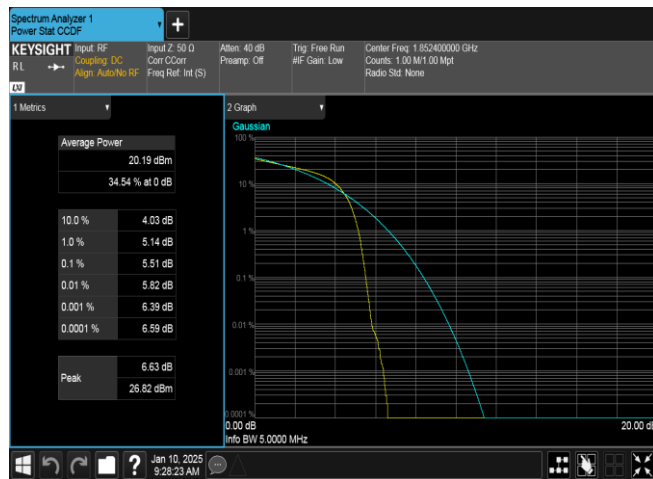 Spectrum Analyzer 1
Power Stat CCDF
+
KEYSIGHT
RL
LXI
Input: RF
Coupling: DC
Align: Auto/No RF
Input Z: 50 Ω
Corr CCorr
Freq Ref: Int (S)
Atten: 40 dB
Preamp: Off
Trig: Free Run
#IF Gain: Low
Center Freq: 1.852400000 GHz
Counts: 1.00 M/1.00 Mpt
Radio Std: None
1 Metrics
Average Power
20.19 dBm
34.54 % at 0 dB
10.0 % 4.03 dB
1.0 % 5.14 dB
0.1 % 5.51 dB
0.01 % 5.82 dB
0.001 % 6.39 dB
0.0001 % 6.59 dB
Peak
6.63 dB
26.82 dBm
2 Graph
Gaussian
100 %
10 %
1 %
0.1 %
0.01 %
0.001 %
0.0001 %
0.00 dB
20.00 dB
Info BW 5.0000 MHz
?
Jan 10, 2025
9:28:23 AM